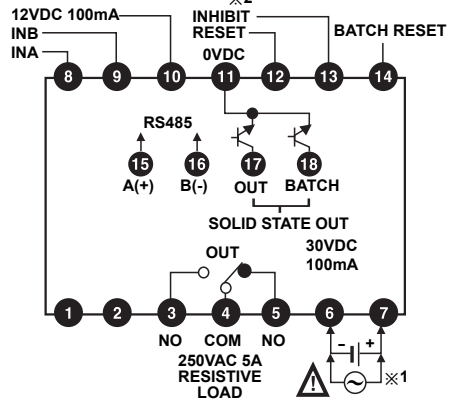 ※2
12VDC 100mA
INHIBIT
INB
RESET
BATCH RESET
INA
0VDC
8 9 10 11 12 13 14
RS485
15 16 17 18
A(+) B(-) OUT BATCH
SOLID STATE OUT
30VDC
100mA
OUT
1 2 3 4 5 6 7
NO COM NO
- +
250VAC 5A
RESISTIVE
LOAD
! ※1